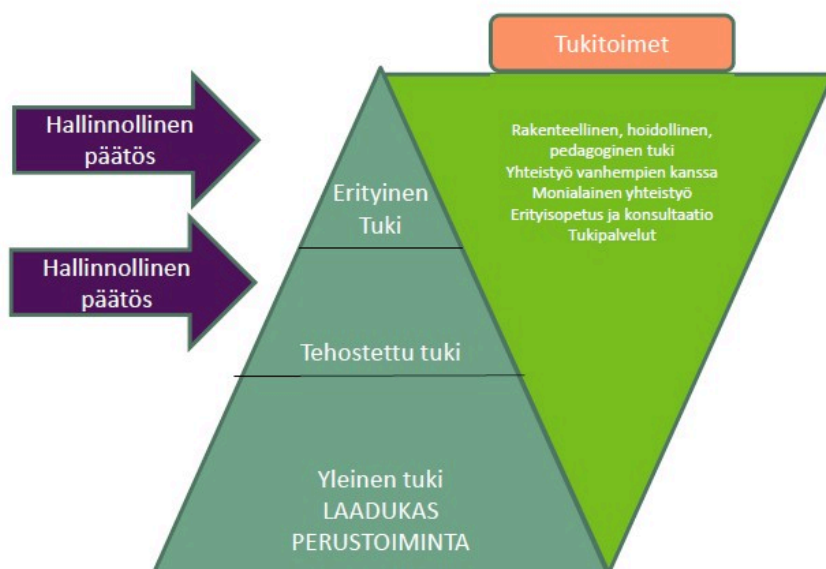 Tukitoimet
Hallinnollinen
päätös
Rakenteellinen, hoidollinen,
pedagoginen tuki
Yhteistyö vanhempien kanssa
Monialainen yhteistyö
Erityisopetus ja konsultaatio
Tukipalvelut
Erityinen
Tuki
Hallinnollinen
päätös
Tehostettu tuki
Yleinen tuki
LAADUKAS
PERUSTOIMINTA